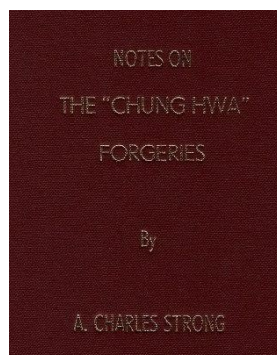 NOTES ON
THE "CHUNG HWA"
FORGERIES
By
A. CHARLES STRONG